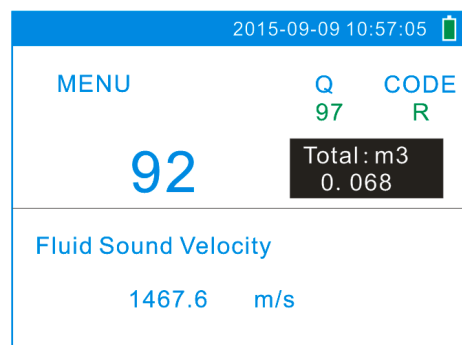 2015-09-09 10:57:05
MENU Q CODE
97 R
92
Total: m3
0.068
Fluid Sound Velocity
1467.6 m/s